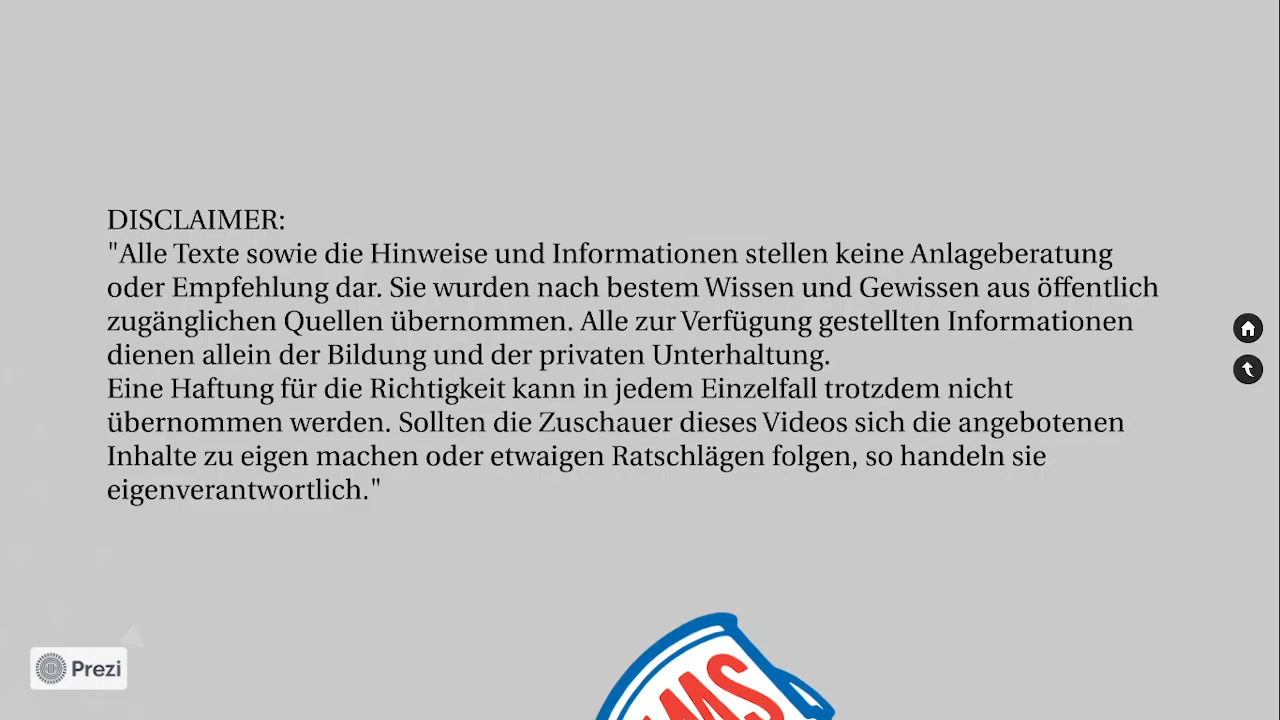 DISCLAIMER:
"Alle Texte sowie die Hinweise und Informationen stellen keine Anlageberatung
oder Empfehlung dar. Sie wurden nach bestem Wissen und Gewissen aus öffentlich
zugänglichen Quellen übernommen. Alle zur Verfügung gestellten Informationen
dienen allein der Bildung und der privaten Unterhaltung.
Eine Haftung für die Richtigkeit kann in jedem Einzelfall trotzdem nicht
übernommen werden. Sollten die Zuschauer dieses Videos sich die angebotenen
Inhalte zu eigen machen oder etwaigen Ratschlägen folgen, so handeln sie
eigenverantwortlich."
Prezi